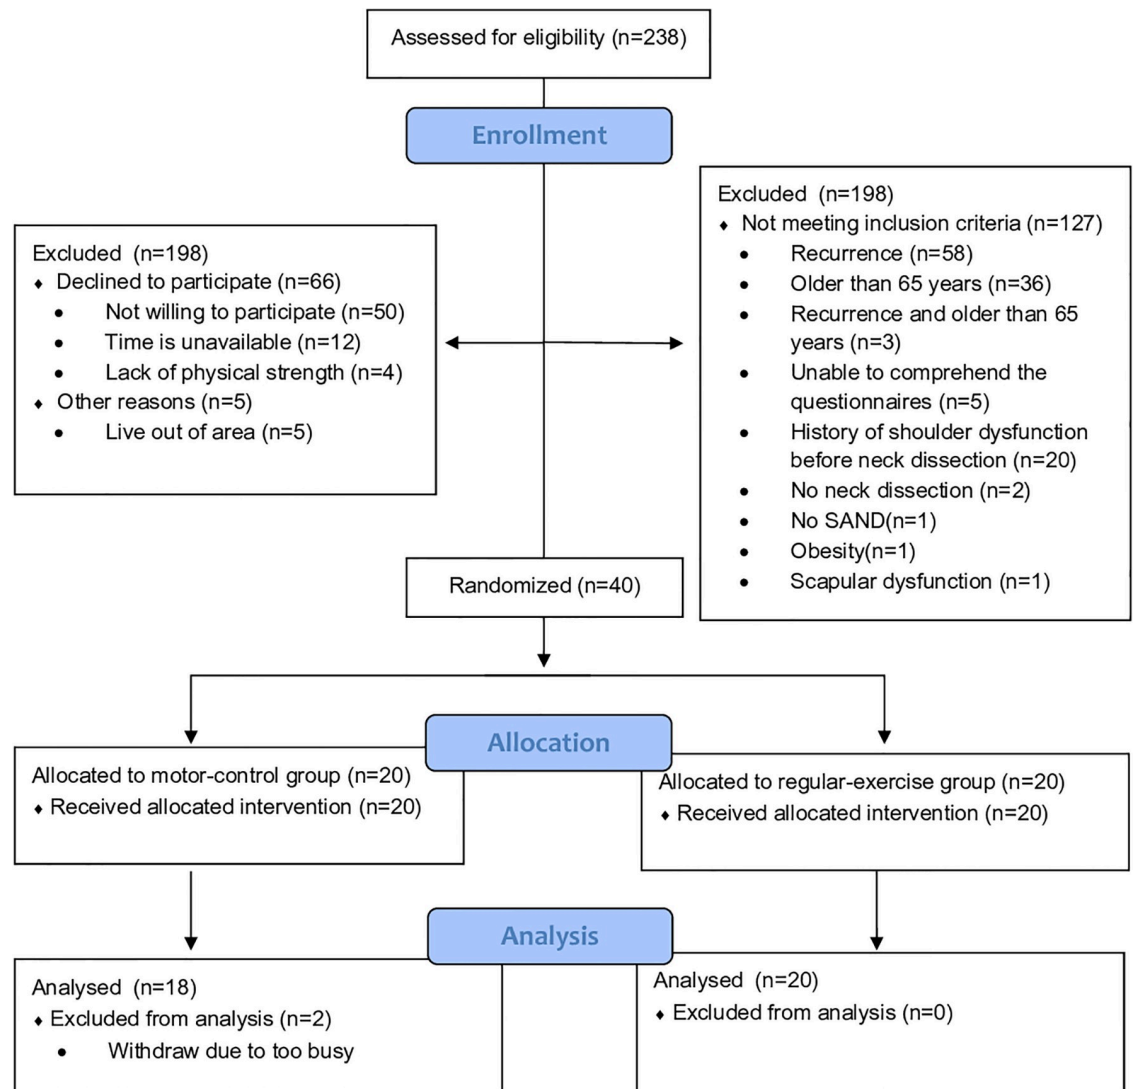 Assessed for eligibility (n=238)
Enrollment
Excluded (n=198)
♦ Declined to participate (n=66)
• Not willing to participate (n=50)
• Time is unavailable (n=12)
• Lack of physical strength (n=4)
♦ Other reasons (n=5)
• Live out of area (n=5)
Excluded (n=198)
♦ Not meeting inclusion criteria (n=127)
• Recurrence (n=58)
• Older than 65 years (n=36)
• Recurrence and older than 65
years (n=3)
• Unable to comprehend the
questionnaires (n=5)
• History of shoulder dysfunction
before neck dissection (n=20)
• No neck dissection (n=2)
• No SAND(n=1)
• Obesity(n=1)
• Scapular dysfunction (n=1)
Randomized (n=40)
Allocation
Allocated to motor-control group (n=20)
♦ Received allocated intervention (n=20)
Allocated to regular-exercise group (n=20)
♦ Received allocated intervention (n=20)
Analysis
Analysed (n=18)
♦ Excluded from analysis (n=2)
• Withdraw due to too busy
Analysed (n=20)
♦ Excluded from analysis (n=0)